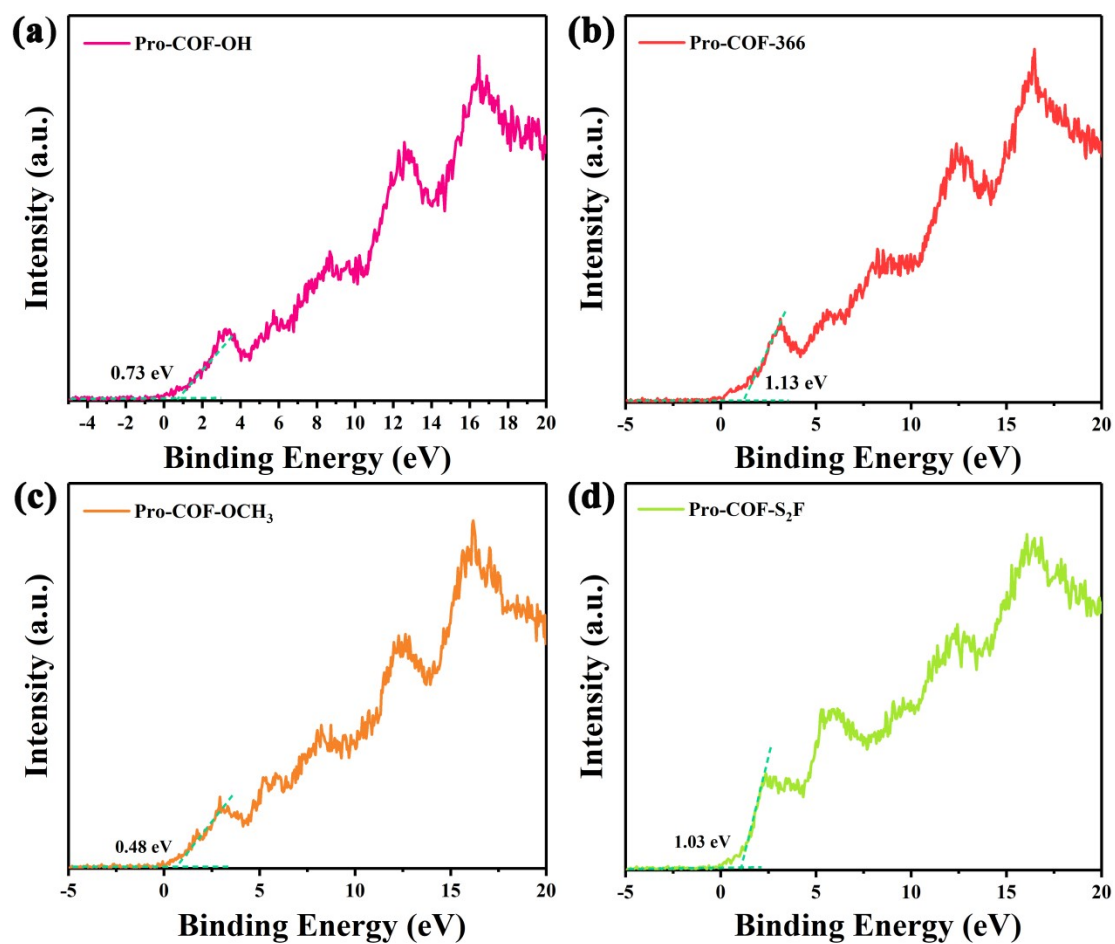 (a)
Pro-COF-OH
0.73 eV
Intensity (a.u.)
-4 -2 0 2 4 6 8 10 12 14 16 18 20
Binding Energy (eV)
(b)
Pro-COF-366
1.13 eV
Intensity (a.u.)
-5 0 5 10 15 20
Binding Energy (eV)
(c)
Pro-COF-OCH₃
0.48 eV
Intensity (a.u.)
-5 0 5 10 15 20
Binding Energy (eV)
(d)
Pro-COF-S₂F
1.03 eV
Intensity (a.u.)
-5 0 5 10 15 20
Binding Energy (eV)